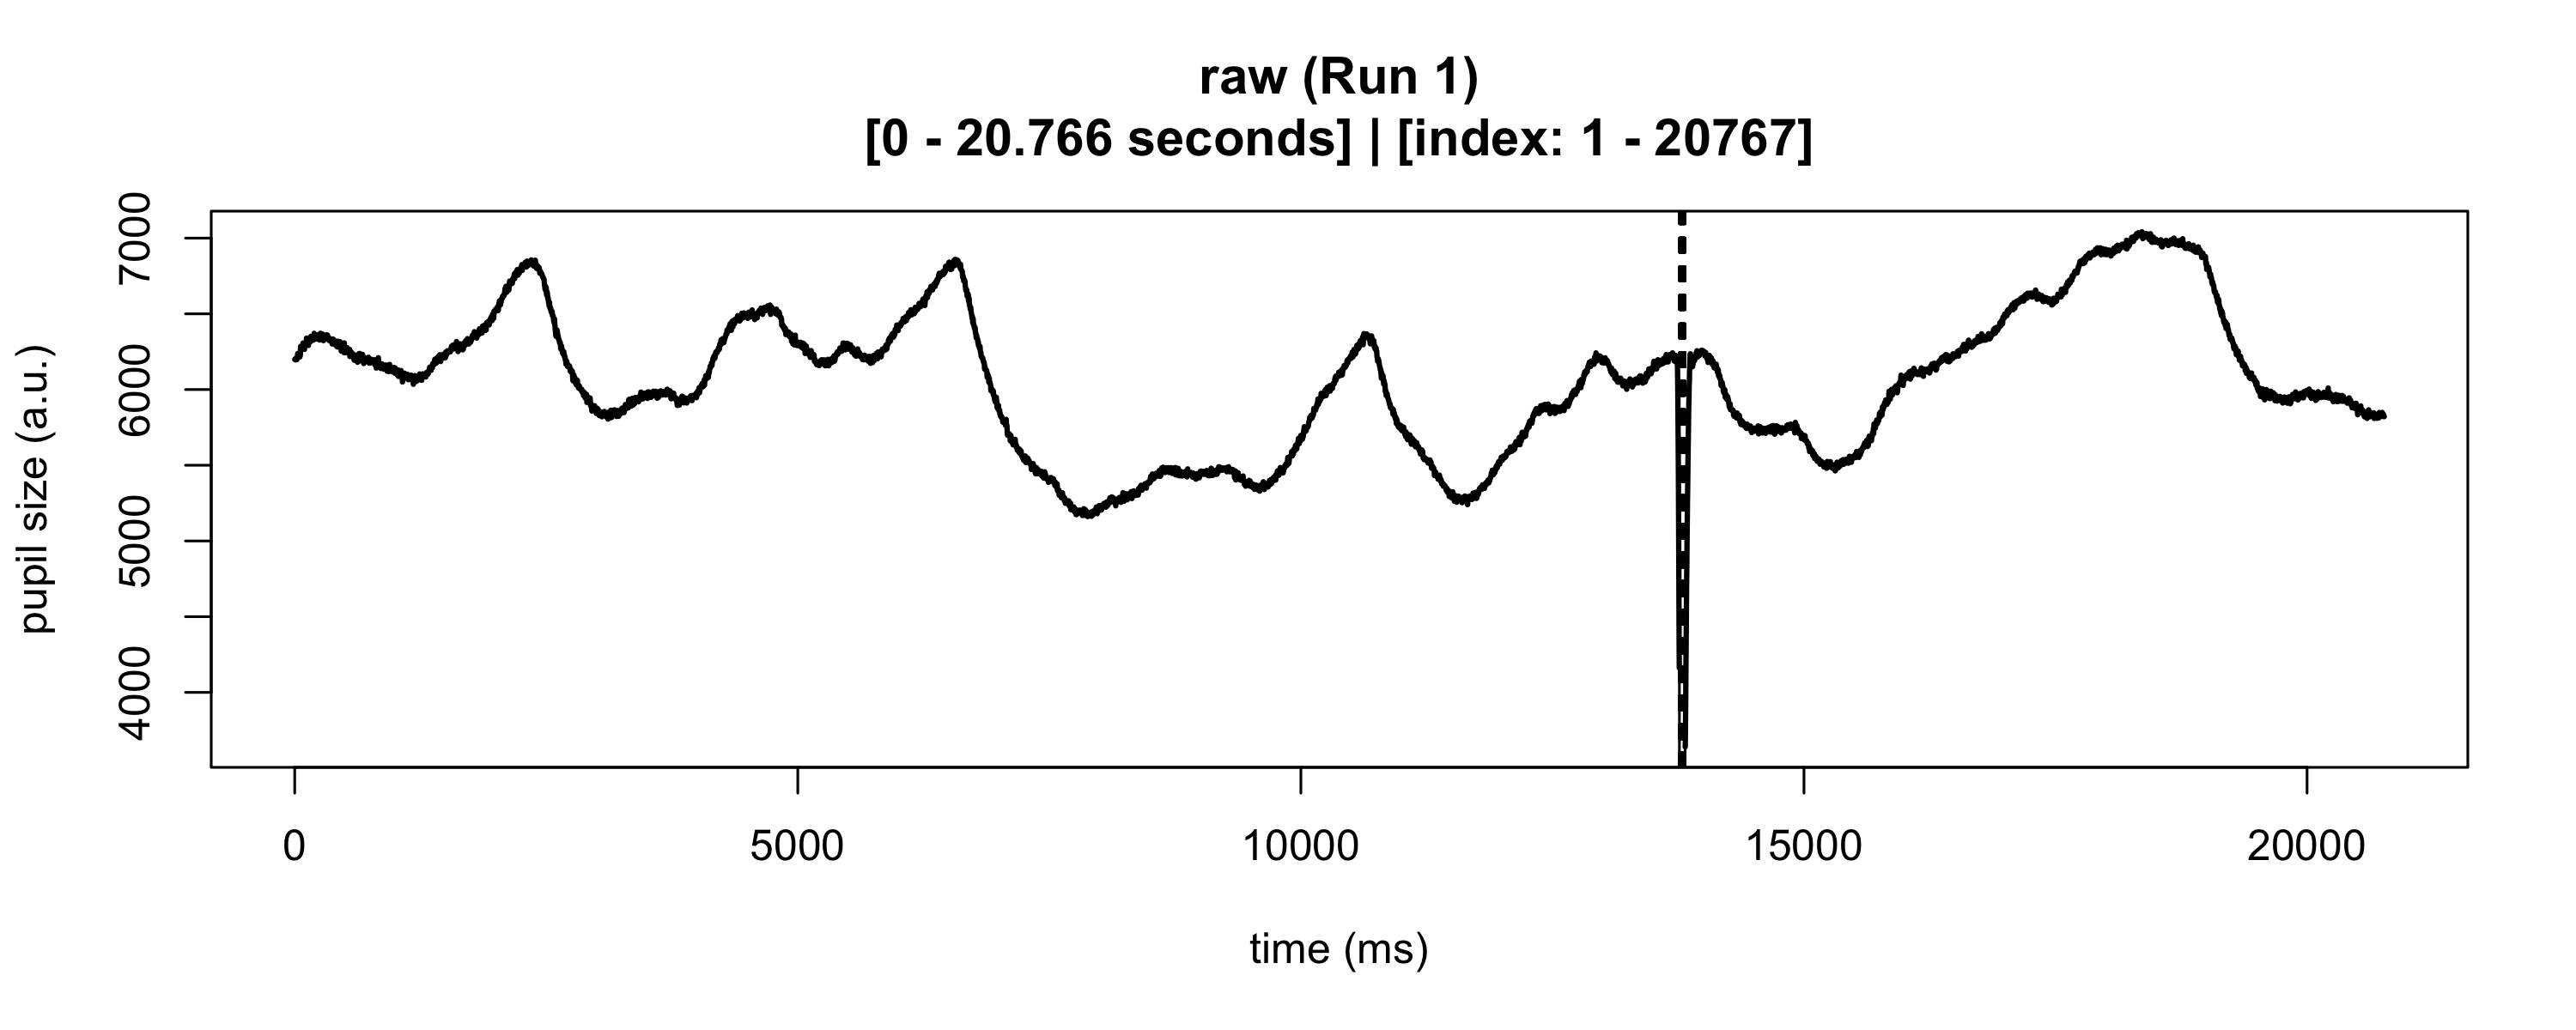 raw (Run 1)
[0 - 20.766 seconds] | [index: 1 - 20767]
pupil size (a.u.)
7000
6000
5000
4000
0 5000 10000 15000 20000
time (ms)